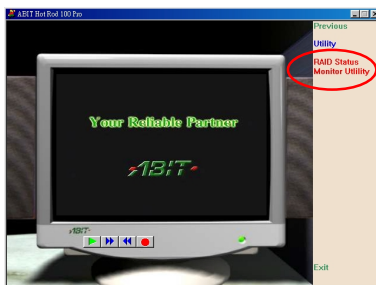 ABIT Hot Rod 100 Pro
Previous
Utility
RAID Status
Monitor Utility
Your Reliable Partner
ABIT
ABIT
Exit